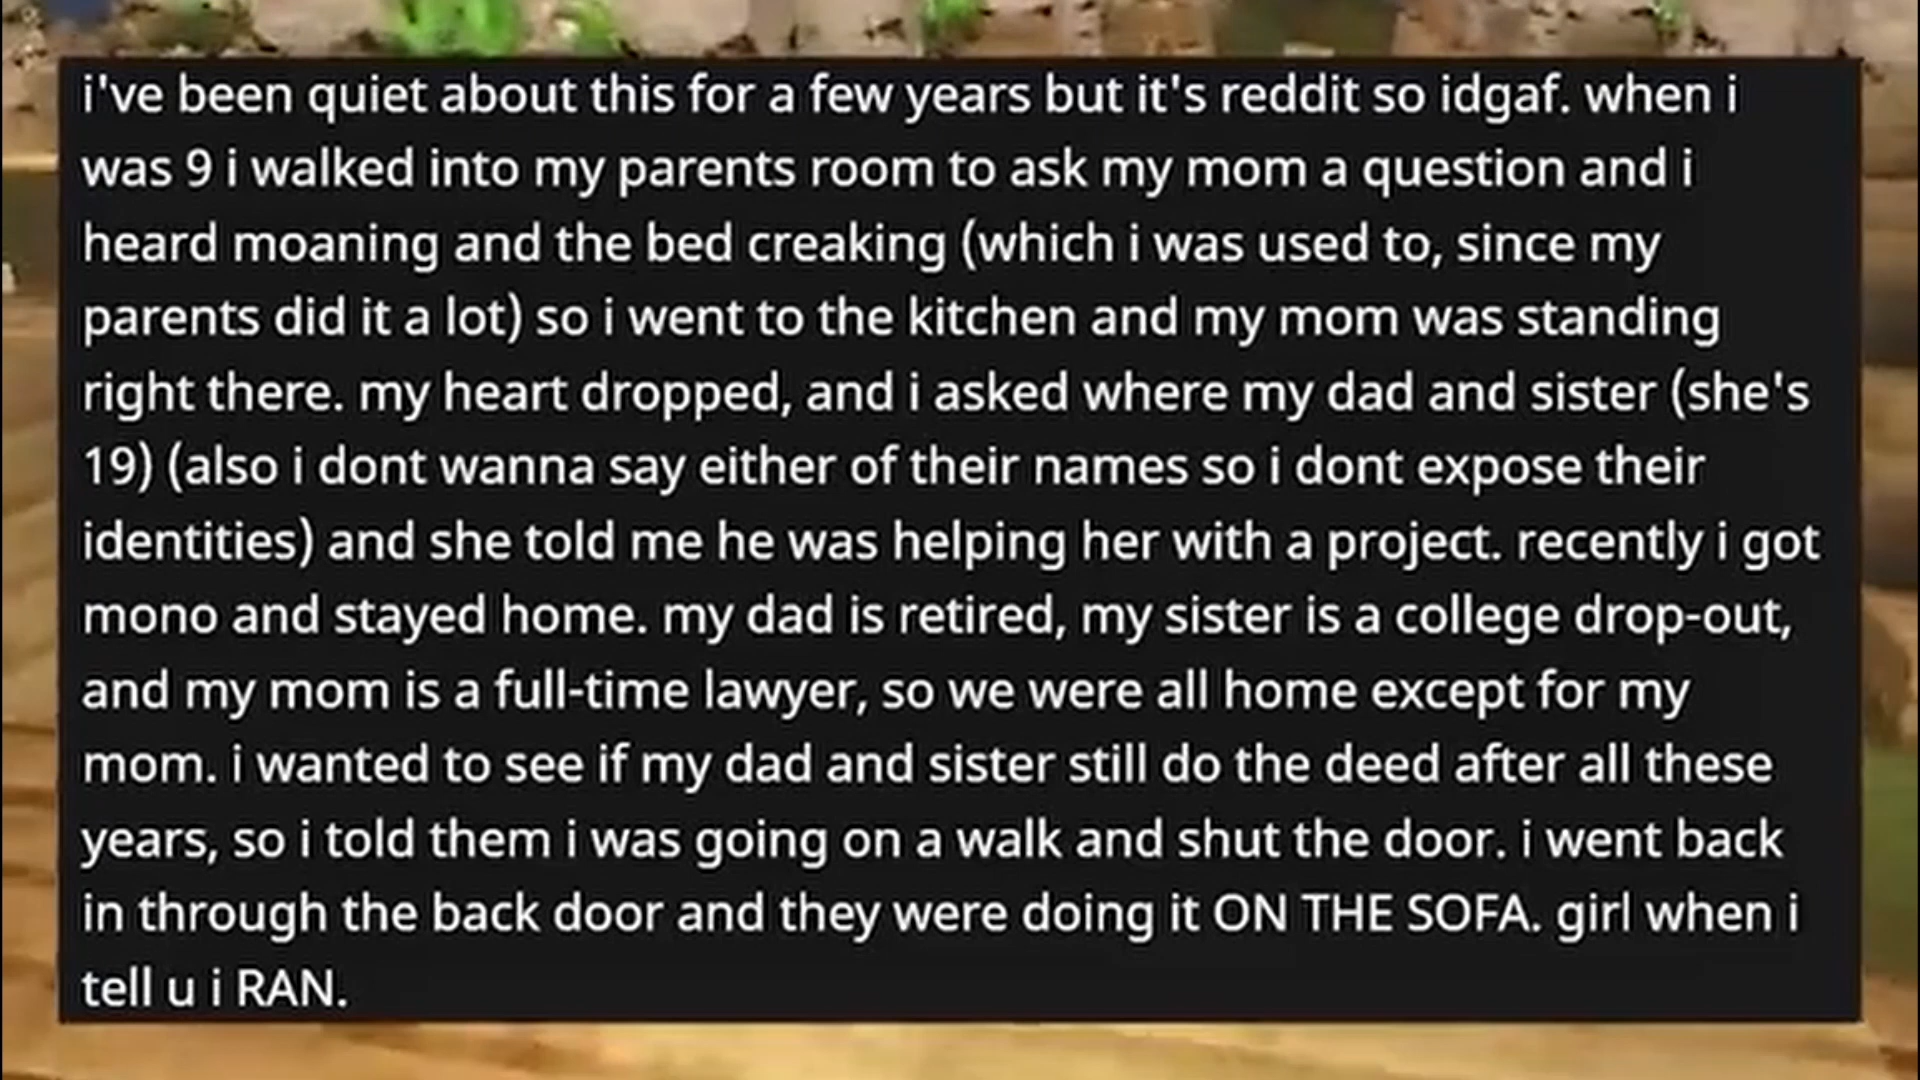 i've been quiet about this for a few years but it's reddit so idgaf. when i
was 9 i walked into my parents room to ask my mom a question and i
heard moaning and the bed creaking (which i was used to, since my
parents did it a lot) so i went to the kitchen and my mom was standing
right there. my heart dropped, and i asked where my dad and sister (she's
19) (also i dont wanna say either of their names so i dont expose their
identities) and she told me he was helping her with a project. recently i got
mono and stayed home. my dad is retired, my sister is a college drop-out,
and my mom is a full-time lawyer, so we were all home except for my
mom. i wanted to see if my dad and sister still do the deed after all these
years, so i told them i was going on a walk and shut the door. i went back
in through the back door and they were doing it ON THE SOFA. girl when i
tell u i RAN.